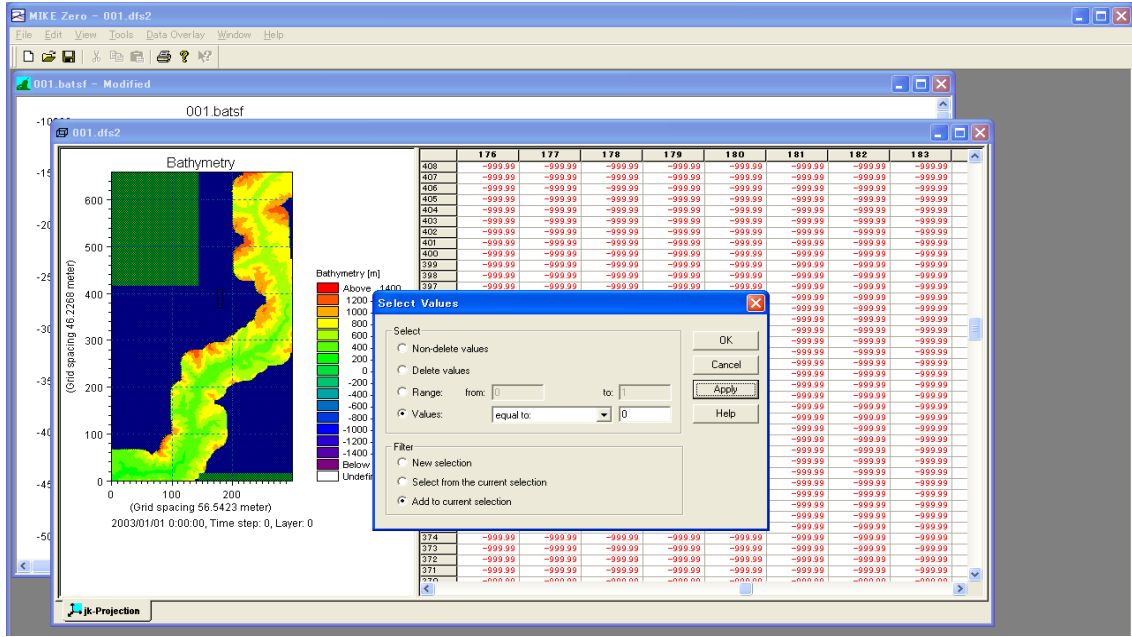 MIKE Zero - 001.dfs2
File Edit View Tools Data Overlay Window Help
001.batsf - Modified
001.batsf
001.dfs2
Bathymetry
600
500
400
300
200
100
0
(Grid spacing 46.2268 meter)
0 100 200
(Grid spacing 56.5423 meter)
2003/01/01 0:00:00, Time step: 0, Layer: 0
Bathymetry [m]
Above 1400
1200 -
1000 -
800 -
600 -
400 -
200 -
0 -
-200 -
-400 -
-600 -
-800 -
-1000 -
-1200 -
-1400 -
Below
176 177 178 179 180 181 182 183
408 -999.99 -999.99 -999.99 -999.99 -999.99 -999.99 -999.99 -999.99
407 -999.99 -999.99 -999.99 -999.99 -999.99 -999.99 -999.99 -999.99
406 -999.99 -999.99 -999.99 -999.99 -999.99 -999.99 -999.99 -999.99
405 -999.99 -999.99 -999.99 -999.99 -999.99 -999.99 -999.99 -999.99
404 -999.99 -999.99 -999.99 -999.99 -999.99 -999.99 -999.99 -999.99
403 -999.99 -999.99 -999.99 -999.99 -999.99 -999.99 -999.99 -999.99
402 -999.99 -999.99 -999.99 -999.99 -999.99 -999.99 -999.99 -999.99
401 -999.99 -999.99 -999.99 -999.99 -999.99 -999.99 -999.99 -999.99
400 -999.99 -999.99 -999.99 -999.99 -999.99 -999.99 -999.99 -999.99
399 -999.99 -999.99 -999.99 -999.99 -999.99 -999.99 -999.99 -999.99
398 -999.99 -999.99 -999.99 -999.99 -999.99 -999.99 -999.99 -999.99
397 -999.99 -999.99 -999.99 -999.99 -999.99 -999.99 -999.99 -999.99
Select Values
Select
Non-delete values
Delete values
Range: from: 0 to: 1
Values: equal to: 0
Filter
New selection
Select from the current selection
Add to current selection
OK
Cancel
Apply
Help
374 -999.99 -999.99 -999.99 -999.99 -999.99 -999.99 -999.99 -999.99
373 -999.99 -999.99 -999.99 -999.99 -999.99 -999.99 -999.99 -999.99
372 -999.99 -999.99 -999.99 -999.99 -999.99 -999.99 -999.99 -999.99
371 -999.99 -999.99 -999.99 -999.99 -999.99 -999.99 -999.99 -999.99
jk-Projection